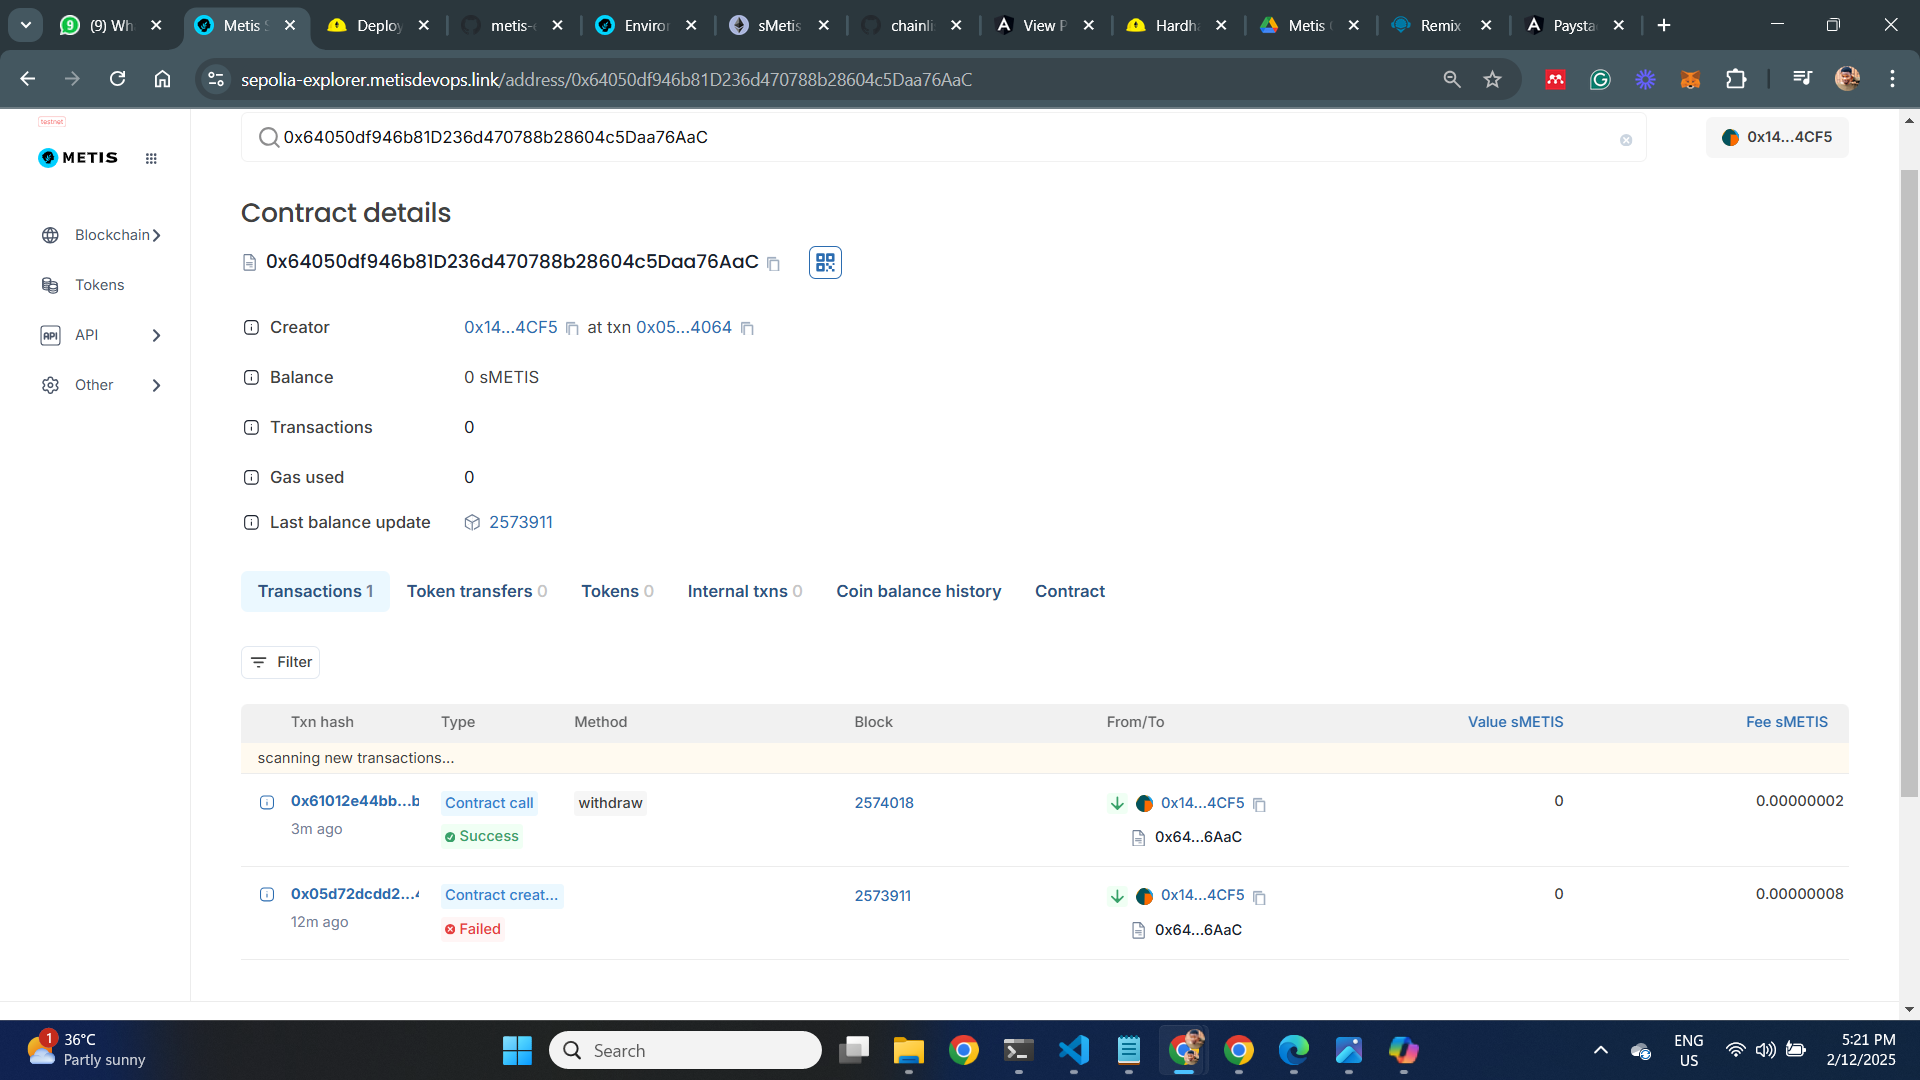 (9) Wh
Metis S
Deploy
metis-e
Enviro
sMetis
chainli
View P
Hardh
Metis
Remix
Paysta
sepolia-explorer.metisdevops.link/address/0x64050df946b81D236d470788b28604c5Daa76AaC
testnet
METIS
0x64050df946b81D236d470788b28604c5Daa76AaC
0x14...4CF5
Blockchain
Tokens
API
Other
Contract details
0x64050df946b81D236d470788b28604c5Daa76AaC
Creator 0x14...4CF5 at txn 0x05...4064
Balance 0 sMETIS
Transactions 0
Gas used 0
Last balance update 2573911
Transactions 1 Token transfers 0 Tokens 0 Internal txns 0 Coin balance history Contract
Filter
Txn hash Type Method Block From/To Value sMETIS Fee sMETIS
scanning new transactions...
0x61012e44bb...b Contract call withdraw 2574018 0x14...4CF5 0 0.00000002
3m ago Success 0x64...6AaC
0x05d72dcdd2...4 Contract creat... 2573911 0x14...4CF5 0 0.00000008
12m ago Failed 0x64...6AaC
1
36°C
Partly sunny
Search
ENG
US
5:21 PM
2/12/2025